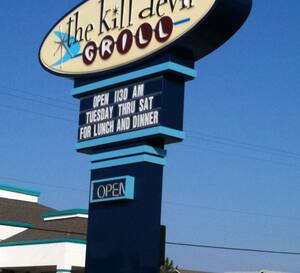 the kill devil
GRILL
OPEN 1130 AM
TUESDAY THRU SAT
FOR LUNCH AND DINNER
OPEN